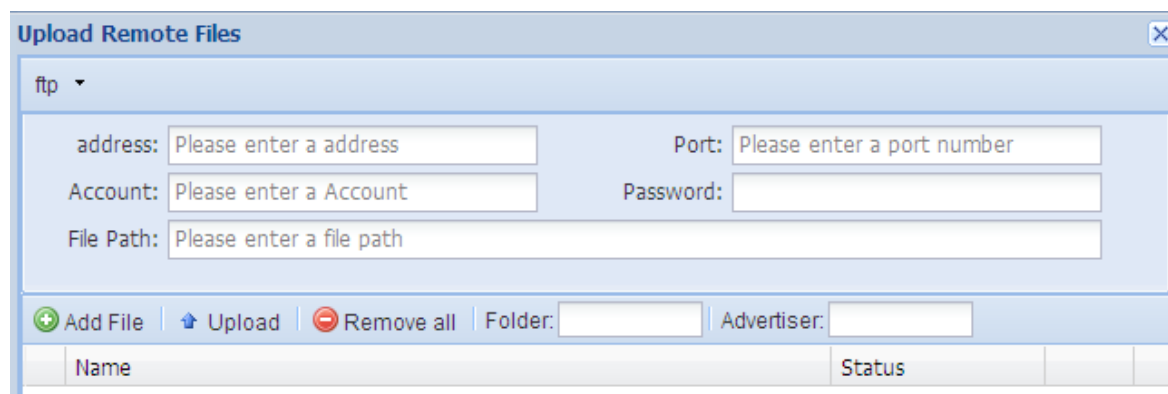 Upload Remote Files
ftp
address: Please enter a address Port: Please enter a port number
Account: Please enter a Account Password:
File Path: Please enter a file path
Add File Upload Remove all Folder: Advertiser:
Name Status